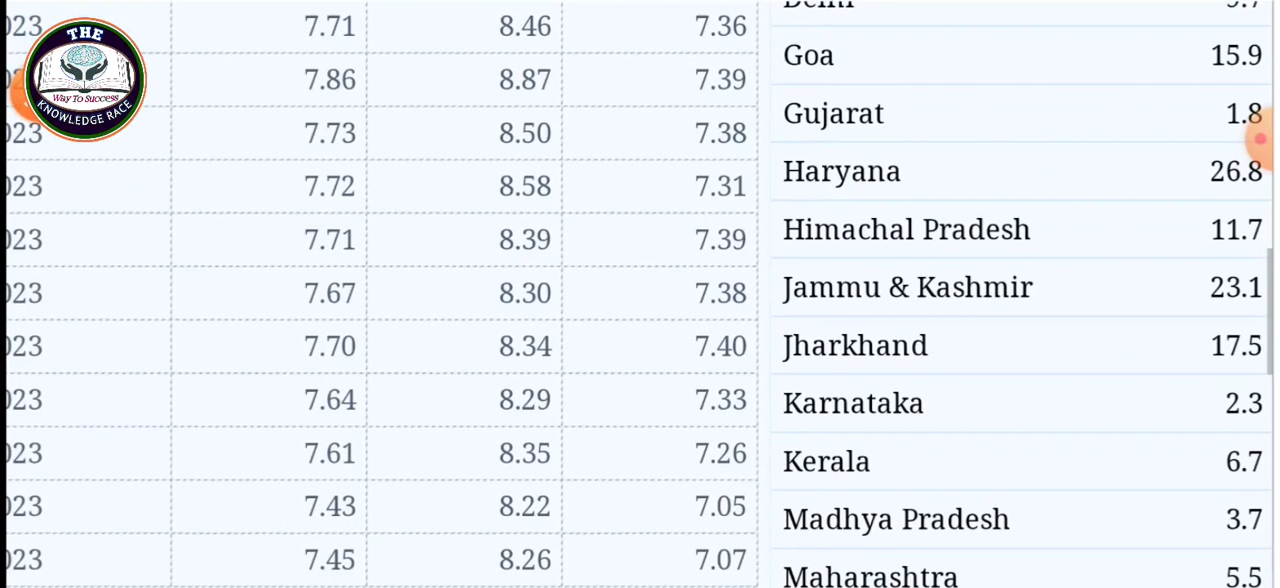 THE
Way To Success
KNOWLEDGE RACE
023 7.71 8.46 7.36
7.86 8.87 7.39
023 7.73 8.50 7.38
023 7.72 8.58 7.31
023 7.71 8.39 7.39
023 7.67 8.30 7.38
023 7.70 8.34 7.40
023 7.64 8.29 7.33
023 7.61 8.35 7.26
023 7.43 8.22 7.05
023 7.45 8.26 7.07
Goa 15.9
Gujarat 1.8
Haryana 26.8
Himachal Pradesh 11.7
Jammu & Kashmir 23.1
Jharkhand 17.5
Karnataka 2.3
Kerala 6.7
Madhya Pradesh 3.7
Maharashtra 5.5